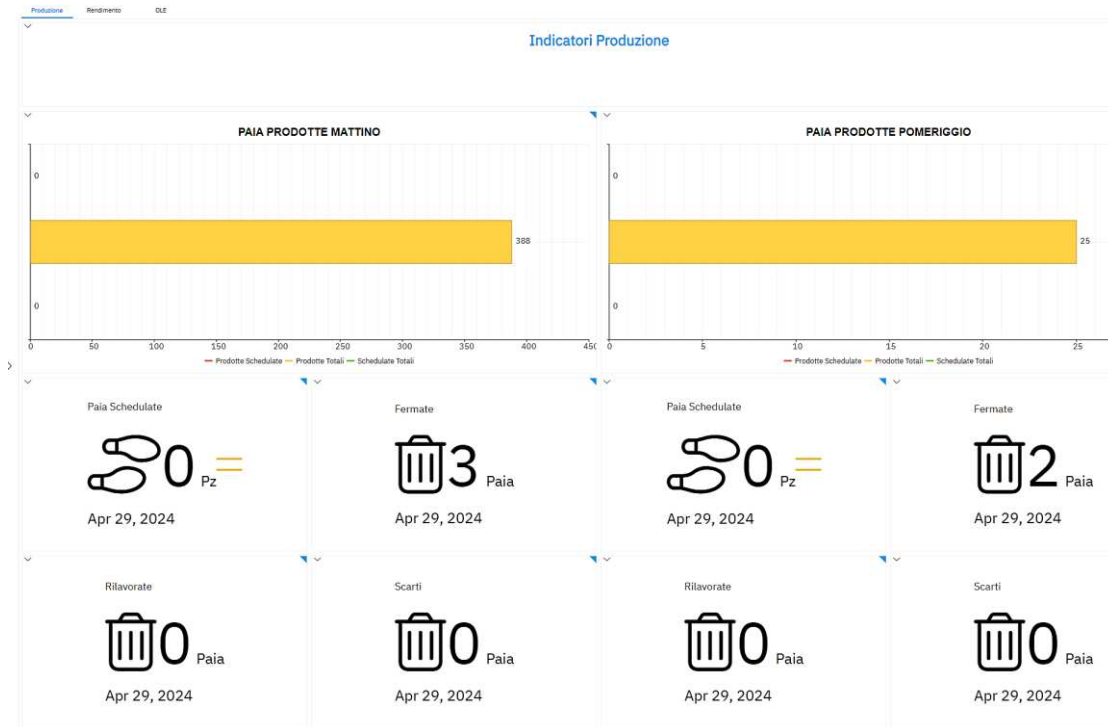 Produzione Rendimento OLE
Indicatori Produzione
PAIA PRODOTTE MATTINO
0
388
0
0 50 100 150 200 250 300 350 400 450
Prodotte Schedulate Prodotte Totali Schedulate Totali
PAIA PRODOTTE POMERIGGIO
0
25
0
0 5 10 15 20 25
Prodotte Schedulate Prodotte Totali Schedulate Totali
Paia Schedulate
0 Pz =
Apr 29, 2024
Fermate
3 Paia
Apr 29, 2024
Paia Schedulate
0 Pz =
Apr 29, 2024
Fermate
2 Paia
Apr 29, 2024
Rilavorate
0 Paia
Apr 29, 2024
Scarti
0 Paia
Apr 29, 2024
Rilavorate
0 Paia
Apr 29, 2024
Scarti
0 Paia
Apr 29, 2024